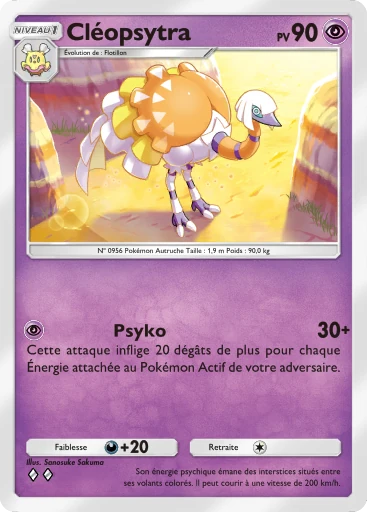 NIVEAU 1
Cléopsytra
PV 90
Évolution de : Flotillon
N° 0956 Pokémon Autruche Taille : 1,9 m Poids : 90,0 kg
Psyko 30+
Cette attaque inflige 20 dégâts de plus pour chaque
Énergie attachée au Pokémon Actif de votre adversaire.
Faiblesse +20 Retraite
Illus. Sanosuke Sakuma
Son énergie psychique émane des interstices situés entre
ses volants colorés. Il peut courir à une vitesse de 200 km/h.